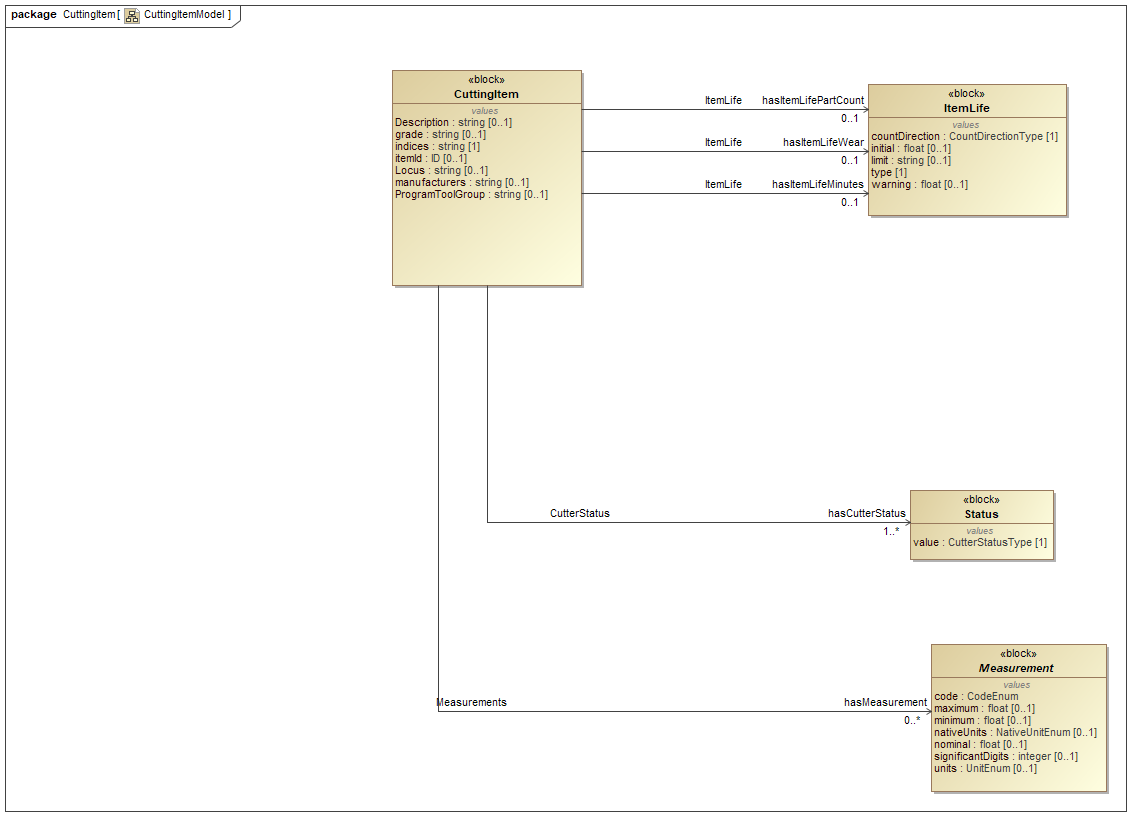 package CuttingItem [ CuttingItemModel ]
«block»
CuttingItem
values
Description : string [0..1]
grade : string [0..1]
indices : string [1]
itemId : ID [0..1]
Locus : string [0..1]
manufacturers : string [0..1]
ProgramToolGroup : string [0..1]
ItemLife hasItemLifePartCount
0..1
ItemLife hasItemLifeWear
0..1
ItemLife hasItemLifeMinutes
0..1
«block»
ItemLife
values
countDirection : CountDirectionType [1]
initial : float [0..1]
limit : string [0..1]
type [1]
warning : float [0..1]
CutterStatus hasCutterStatus
1..*
«block»
Status
values
value : CutterStatusType [1]
Measurements hasMeasurement
0..*
«block»
Measurement
values
code : CodeEnum
maximum : float [0..1]
minimum : float [0..1]
nativeUnits : NativeUnitEnum [0..1]
nominal : float [0..1]
significantDigits : integer [0..1]
units : UnitEnum [0..1]